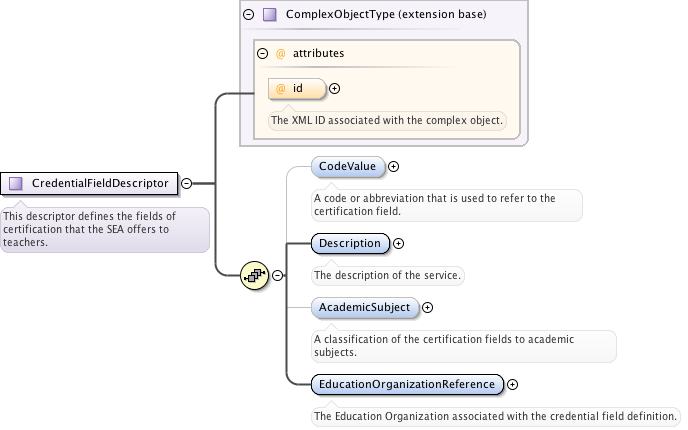 ComplexObjectType (extension base)
@ attributes
@ id
The XML ID associated with the complex object.
CredentialFieldDescriptor
This descriptor defines the fields of
certification that the SEA offers to
teachers.
CodeValue
A code or abbreviation that is used to refer to the
certification field.
Description
The description of the service.
AcademicSubject
A classification of the certification fields to academic
subjects.
EducationOrganizationReference
The Education Organization associated with the credential field definition.